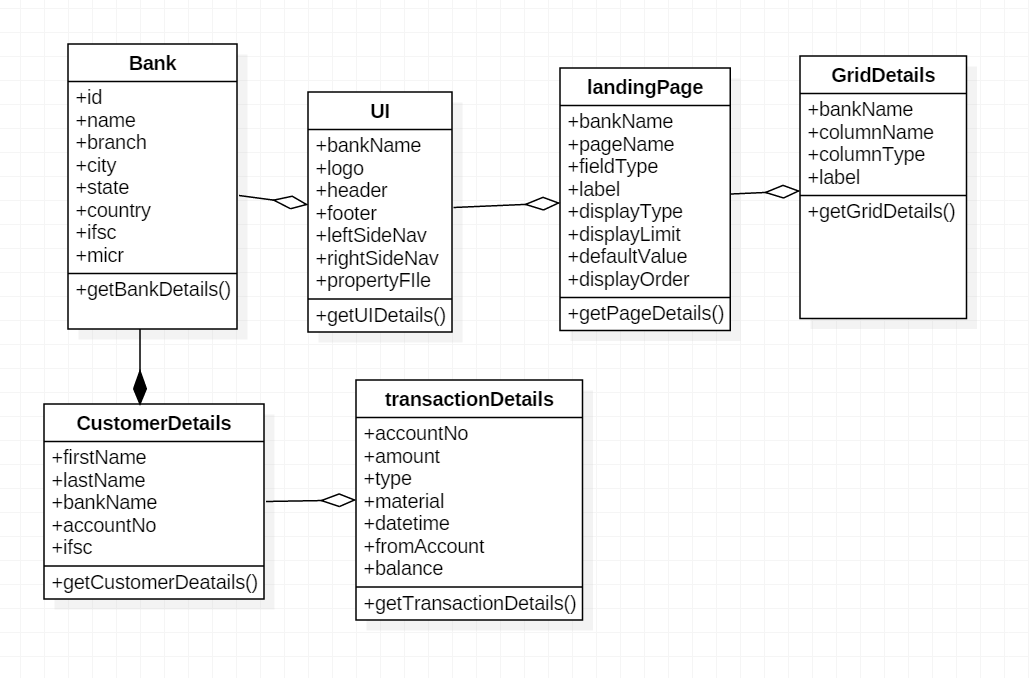 Bank
+id
+name
+branch
+city
+state
+country
+ifsc
+micr
+getBankDetails()
UI
+bankName
+logo
+header
+footer
+leftSideNav
+rightSideNav
+propertyFIle
+getUIDetails()
landingPage
+bankName
+pageName
+fieldType
+label
+displayType
+displayLimit
+defaultValue
+displayOrder
+getPageDetails()
GridDetails
+bankName
+columnName
+columnType
+label
+getGridDetails()
CustomerDetails
+firstName
+lastName
+bankName
+accountNo
+ifsc
+getCustomerDeatails()
transactionDetails
+accountNo
+amount
+type
+material
+datetime
+fromAccount
+balance
+getTransactionDetails()